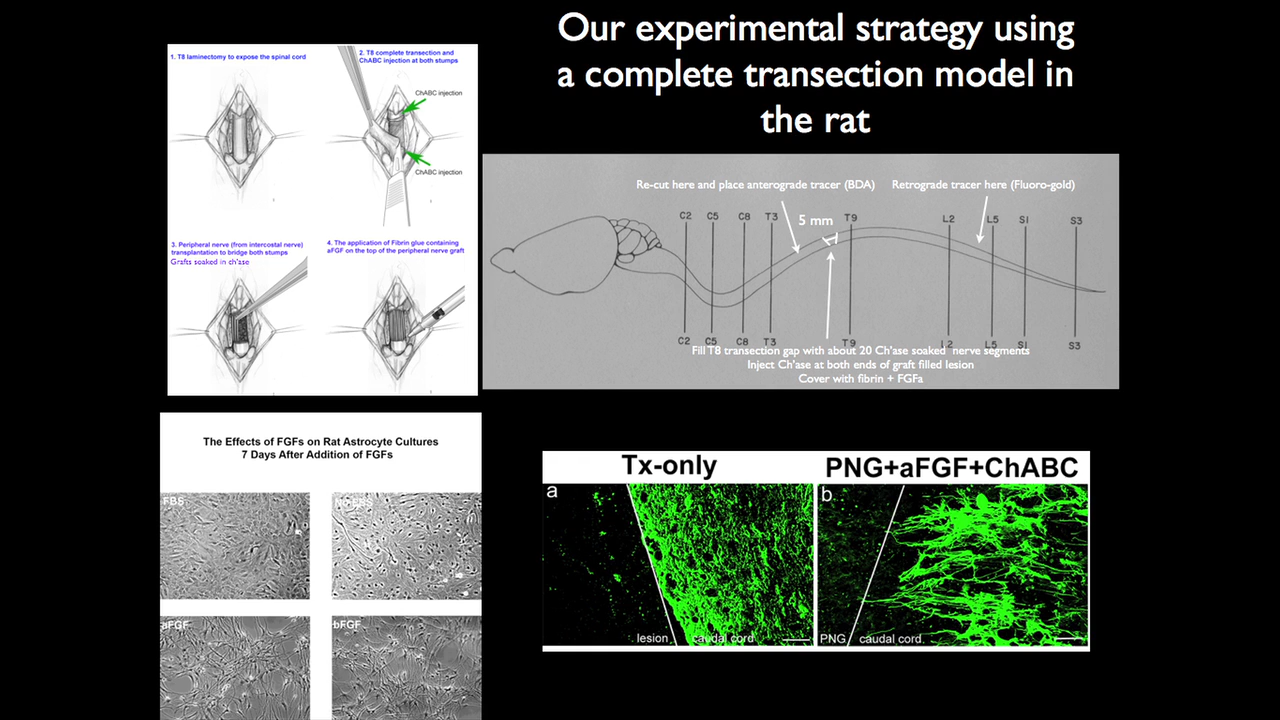 Our experimental strategy using
a complete transection model in
the rat
1. T8 laminectomy to expose the spinal cord
2. T8 complete transection and
ChABC injection at both stumps
ChABC injection
ChABC injection
3. Peripheral nerve (from intercostal nerve)
transplantation to bridge both stumps
Grafts soaked in ch'ase
4. The application of Fibrin glue containing
aFGF on the top of the peripheral nerve graft
Re-cut here and place anterograde tracer (BDA)
Retrograde tracer here (Fluoro-gold)
5 mm
C2 C5 C8 T3 T9 L2 L5 S1 S3
C2 C5 C8 T3 T9 L2 L5 S1 S3
Fill T8 transection gap with about 20 Ch'ase soaked nerve segments
Inject Ch'ase at both ends of graft filled lesion
Cover with fibrin + FGFa
The Effects of FGFs on Rat Astrocyte Cultures
7 Days After Addition of FGFs
FBS
aFGF
bFGF
Tx-only
PNG+aFGF+ChABC
a
b
lesion
caudal cord
PNG
caudal cord